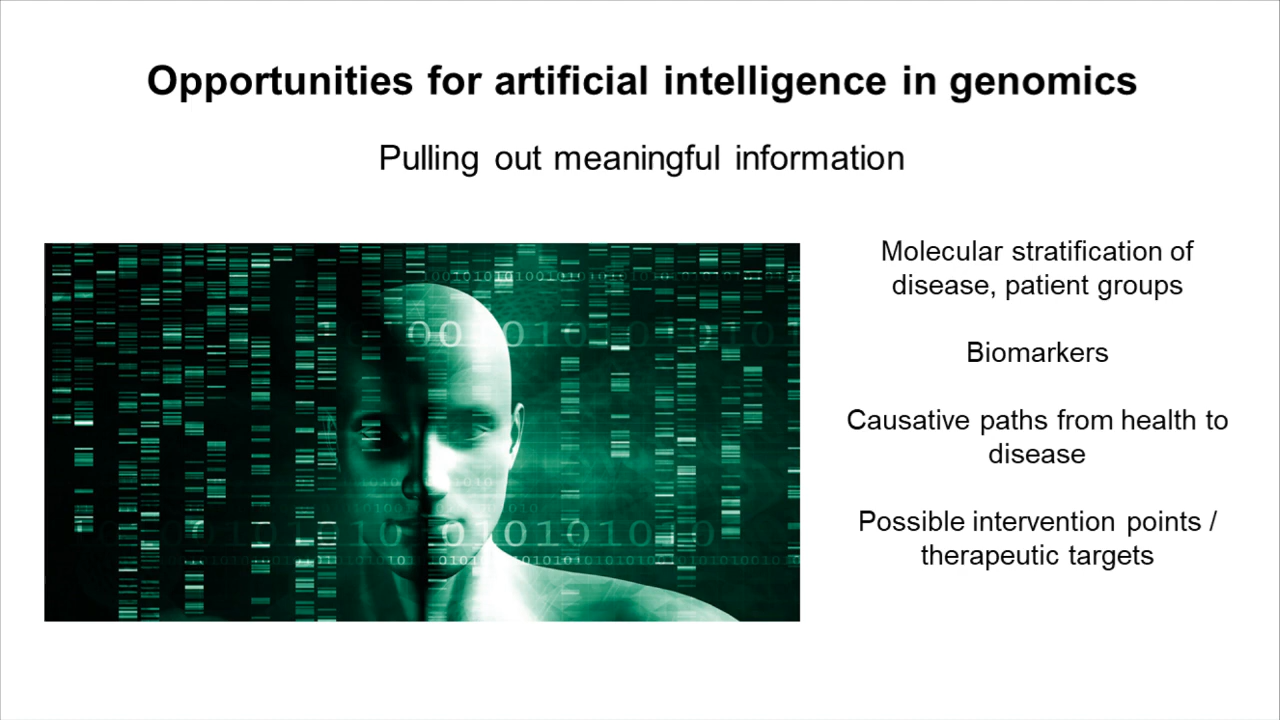 Opportunities for artificial intelligence in genomics
Pulling out meaningful information
Molecular stratification of
disease, patient groups
Biomarkers
Causative paths from health to
disease
Possible intervention points /
therapeutic targets